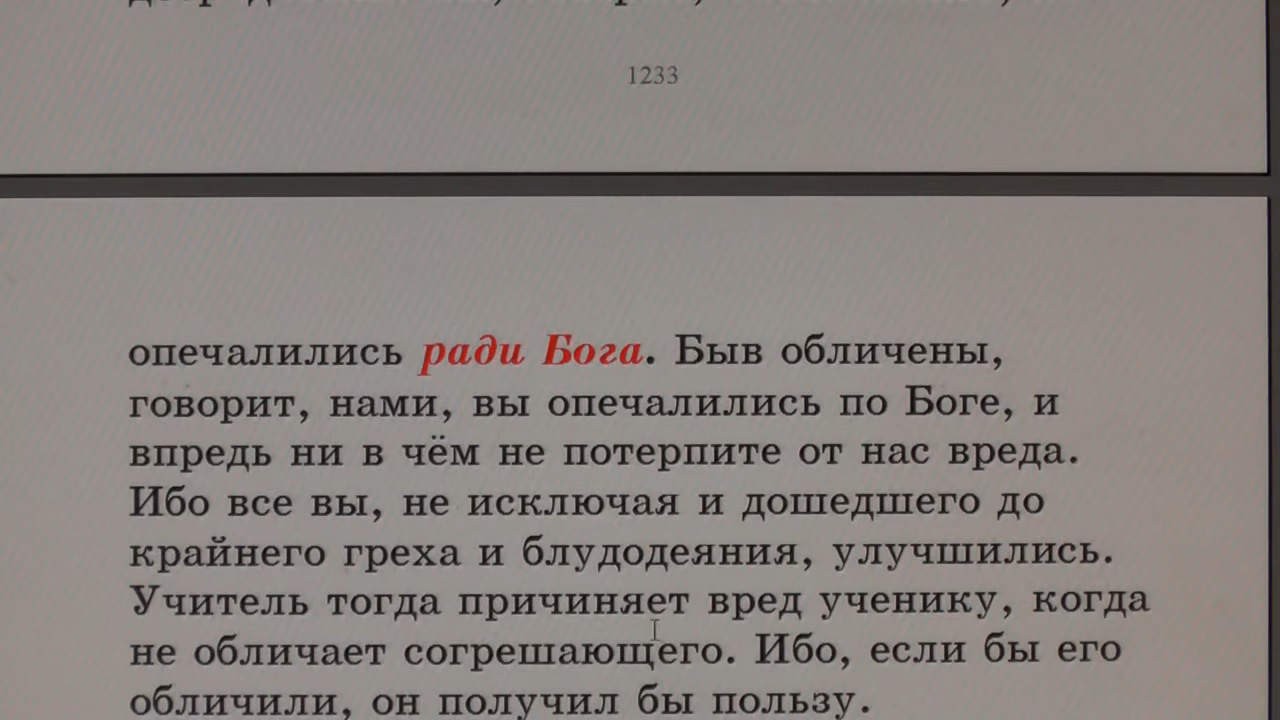 1233
опечалились ради Бога. Быв обличены,
говорит, нами, вы опечалились по Боге, и
впредь ни в чём не потерпите от нас вреда.
Ибо все вы, не исключая и дошедшего до
крайнего греха и блудодеяния, улучшились.
Учитель тогда причиняет вред ученику, когда
не обличает согрешающего. Ибо, если бы его
обличили, он получил бы пользу.